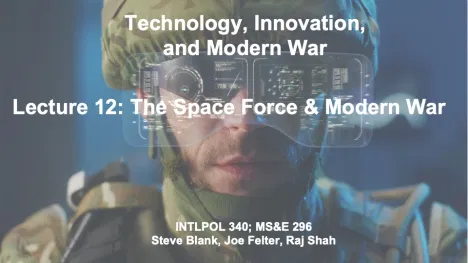 Technology, Innovation,
and Modern War
Lecture 12: The Space Force & Modern War
INTLPOL 340; MS&E 296
Steve Blank, Joe Felter, Raj Shah